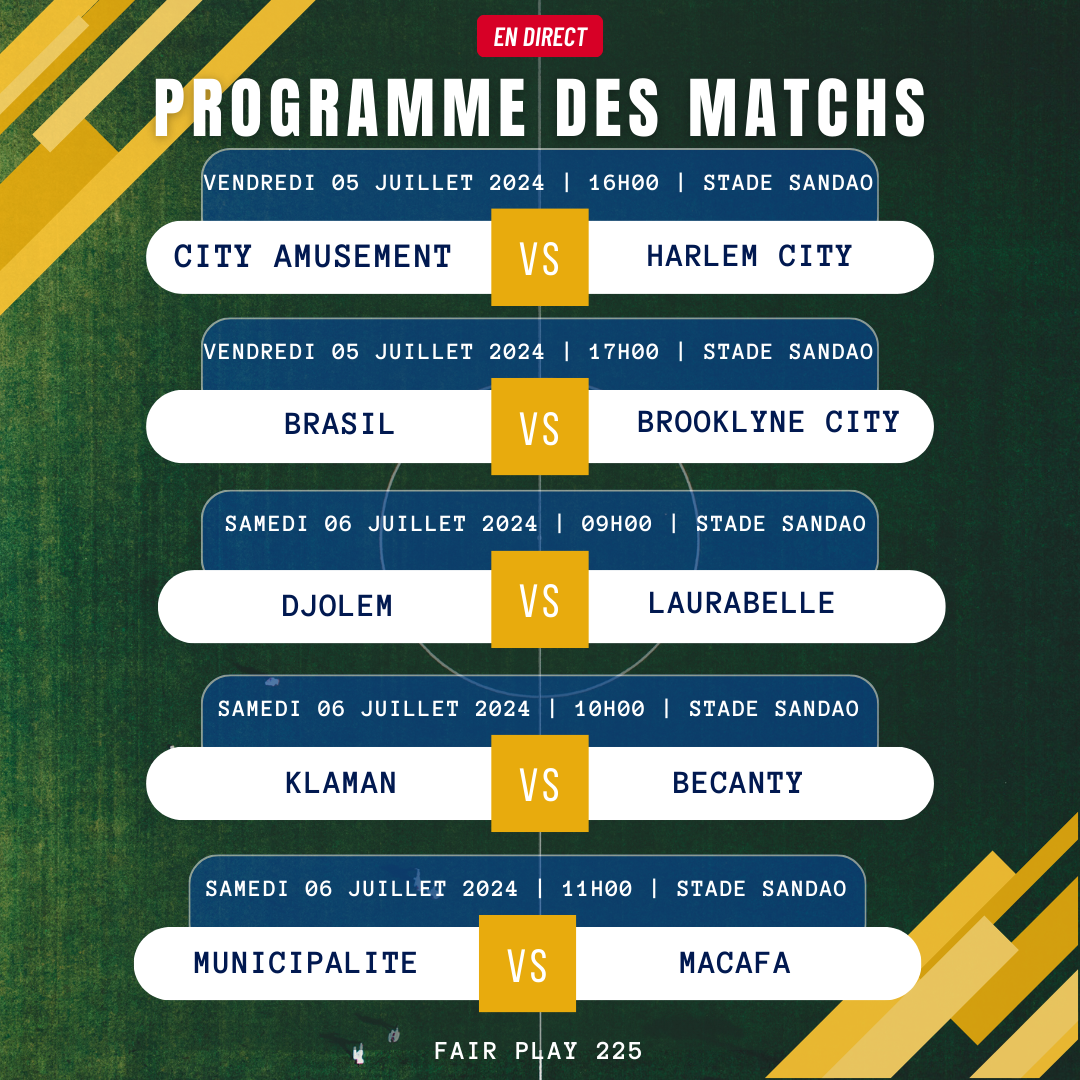 EN DIRECT
PROGRAMME DES MATCHS
VENDREDI 05 JUILLET 2024 | 16H00 | STADE SANDAO
CITY AMUSEMENT VS HARLEM CITY
VENDREDI 05 JUILLET 2024 | 17H00 | STADE SANDAO
BRASIL VS BROOKLYNE CITY
SAMEDI 06 JUILLET 2024 | 09H00 | STADE SANDAO
DJOLEM VS LAURABELLE
SAMEDI 06 JUILLET 2024 | 10H00 | STADE SANDAO
KLAMAN VS BECANTY
SAMEDI 06 JUILLET 2024 | 11H00 | STADE SANDAO
MUNICIPALITE VS MACAFA
FAIR PLAY 225